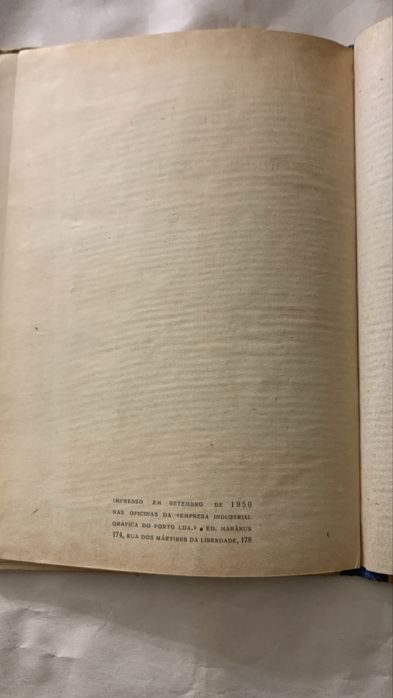 IMPRESSO EM SETEMBRO DE 1950
NAS OFICINAS DA «EMPRESA INDUSTRIAL
GRÁFICA DO PORTO LDA.» ● ED. MARÂNUS
174, RUA DOS MÁRTIRES DA LIBERDADE, 178